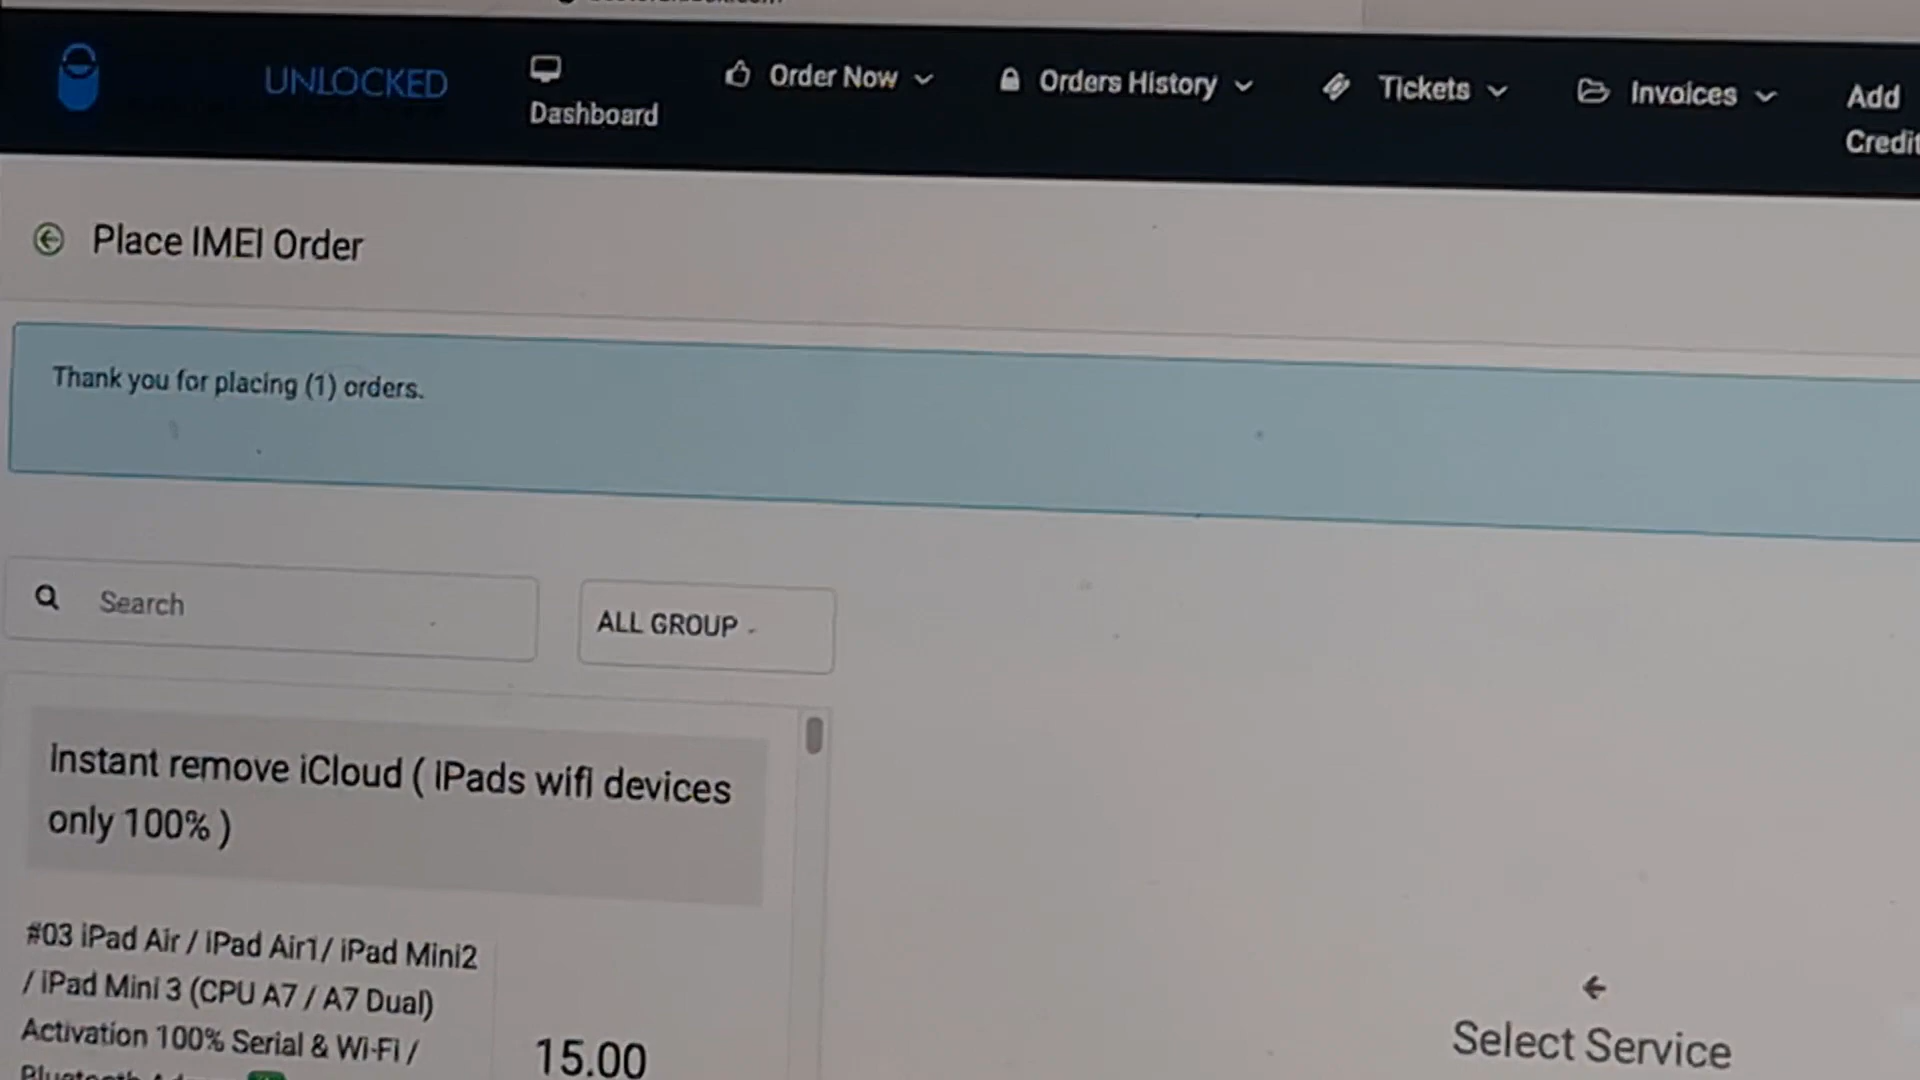 UNLOCKED
Dashboard
Order Now
Orders History
Tickets
Invoices
Add
Credit
Place IMEI Order
Thank you for placing (1) orders.
Search
ALL GROUP -
Instant remove iCloud ( iPads wifi devices
only 100% )
#03 iPad Air / iPad Air1/ iPad Mini2
/ iPad Mini 3 (CPU A7 / A7 Dual)
Activation 100% Serial & Wi-Fi /
15.00
Select Service